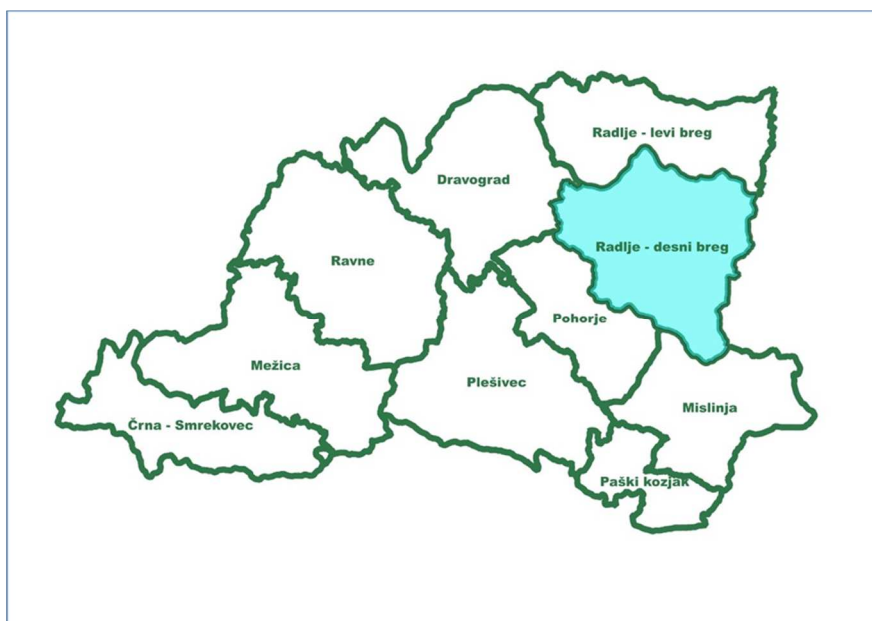 Radlje - levi breg
Dravograd
Radlje - desni breg
Ravne
Pohorje
Mežica
Plešivec
Mislinja
Črna - Smrekovec
Paški kozjak